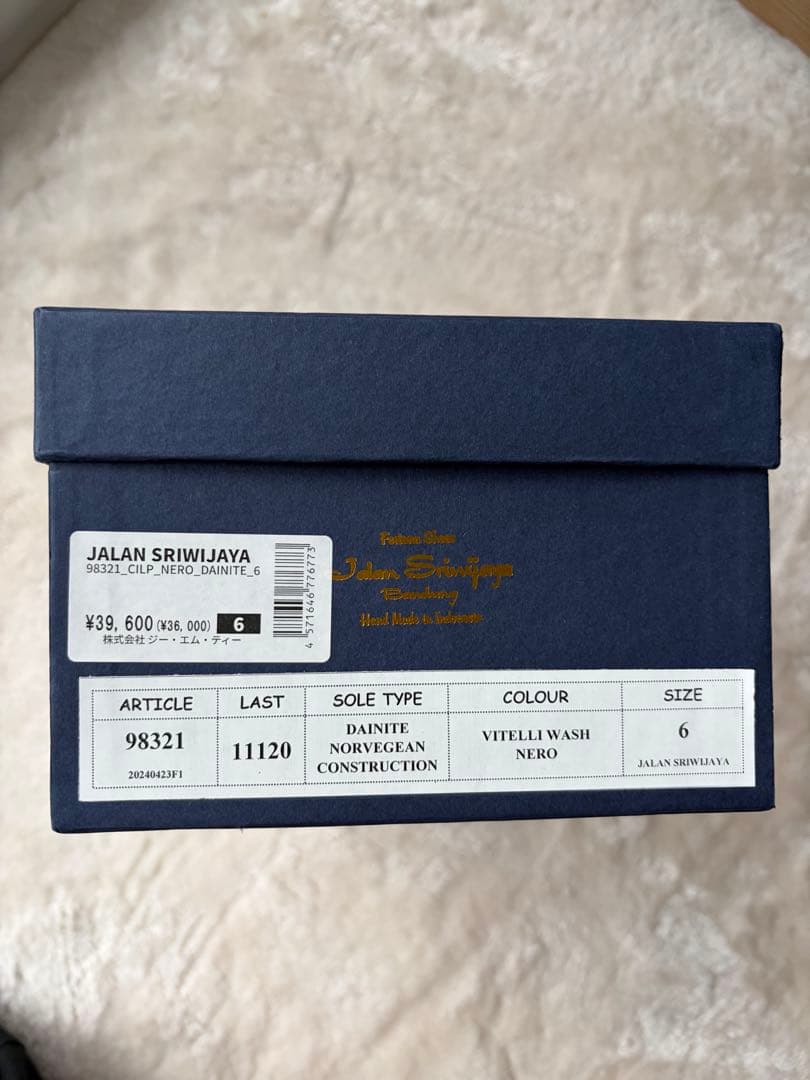 JALAN SRIWIJAYA
98321_CILP_NERO_DAINITE_6
¥39,600(¥36,000) 6
株式会社 ジー・エム・ティー
4 571646 776773
Jalan Sriwijaya
Bandung
Hand Made in Indonesia
ARTICLE LAST SOLE TYPE COLOUR SIZE
98321 11120 DAINITE NORVEGEAN CONSTRUCTION VITELLI WASH NERO 6
20240423F1 JALAN SRIWIJAYA